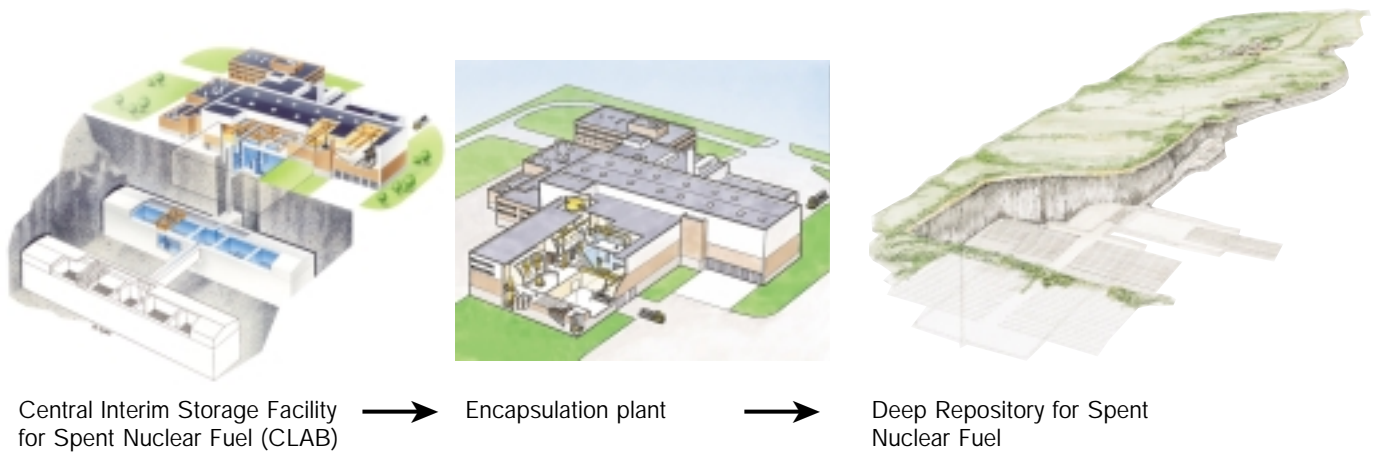 Central Interim Storage Facility
for Spent Nuclear Fuel (CLAB)
Encapsulation plant
Deep Repository for Spent
Nuclear Fuel